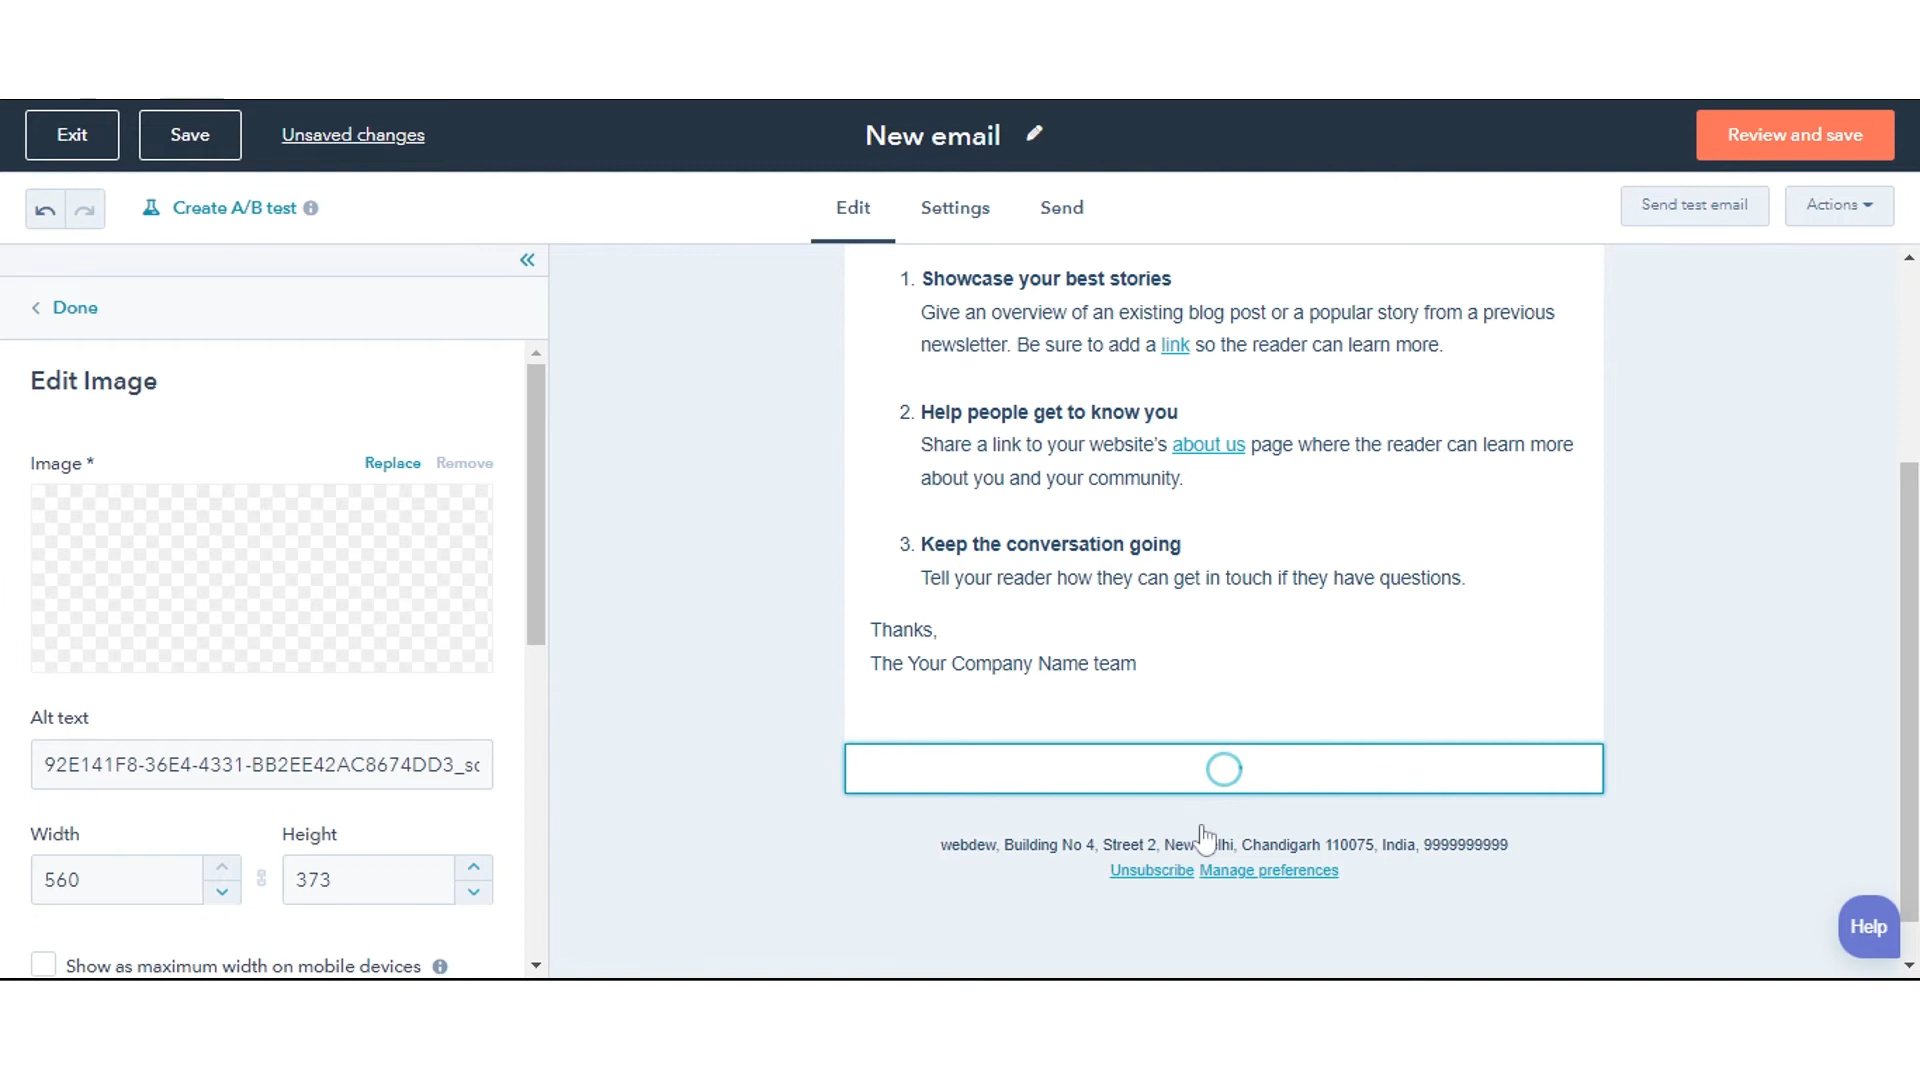 Exit
Save
Unsaved changes
New email
Review and save
Create A/B test
Edit
Settings
Send
Send test email
Actions
Done
Edit Image
Image *
Replace
Remove
Alt text
92E141F8-36E4-4331-BB2EE42AC8674DD3_sc
Width
Height
560
373
Show as maximum width on mobile devices
1. Showcase your best stories
Give an overview of an existing blog post or a popular story from a previous
newsletter. Be sure to add a link so the reader can learn more.
2. Help people get to know you
Share a link to your website's about us page where the reader can learn more
about you and your community.
3. Keep the conversation going
Tell your reader how they can get in touch if they have questions.
Thanks,
The Your Company Name team
webdew, Building No 4, Street 2, Chandigarh 110075, India, 9999999999
Unsubscribe Manage preferences
Help